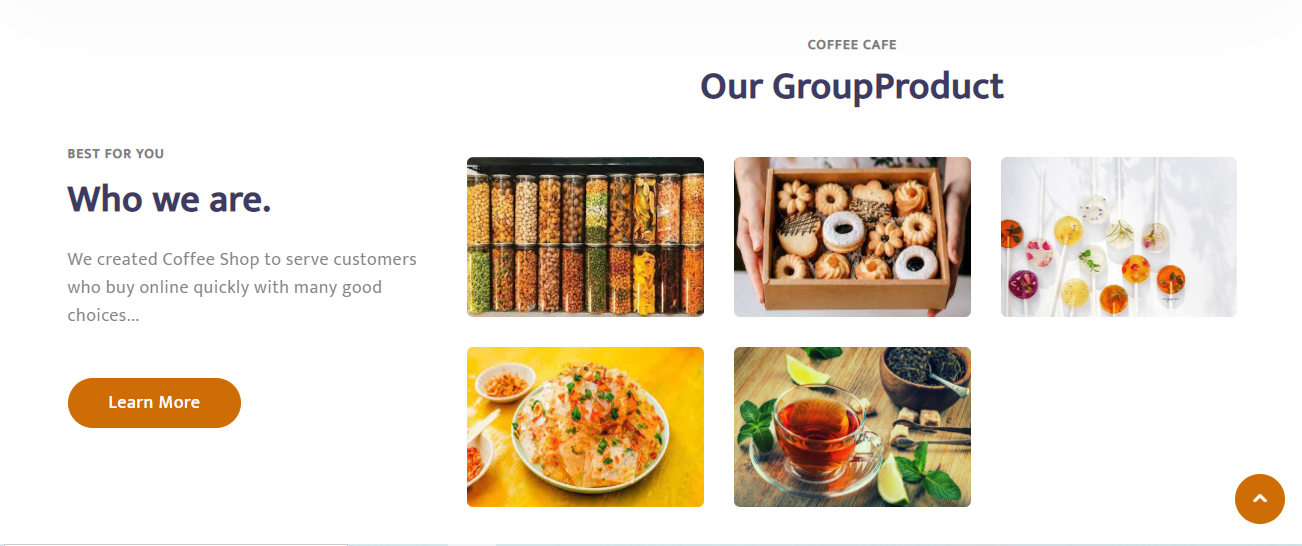 COFFEE CAFE
Our GroupProduct
BEST FOR YOU
Who we are.
We created Coffee Shop to serve customers
who buy online quickly with many good
choices...
Learn More